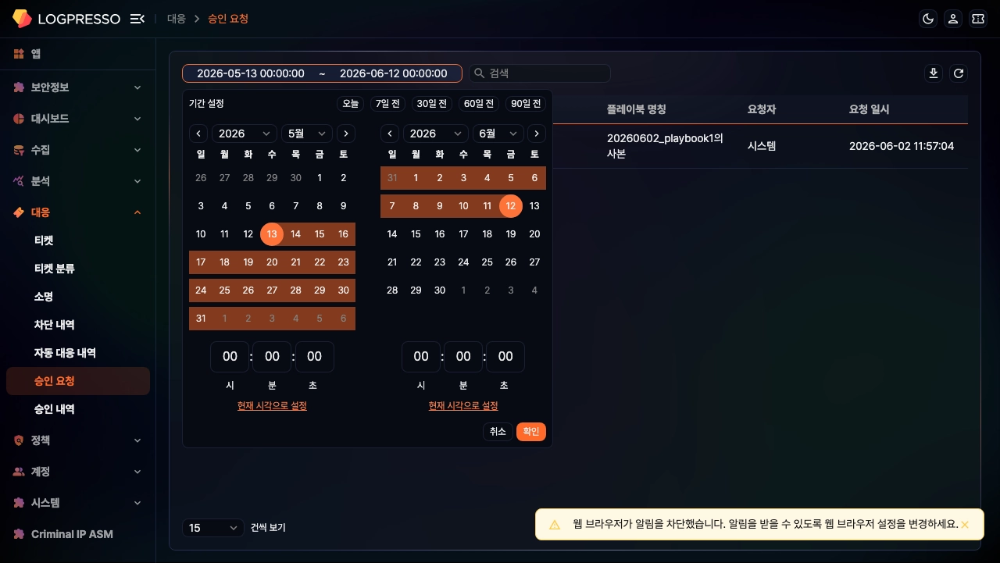 LOGPRESSO
대응 > 승인 요청
앱
보안정보
대시보드
수집
분석
대응
티켓
티켓 분류
소명
차단 내역
자동 대응 내역
승인 요청
승인 내역
정책
계정
시스템
Criminal IP ASM
2026-05-13 00:00:00 ~ 2026-06-12 00:00:00
검색
기간 설정 오늘 7일 전 30일 전 60일 전 90일 전
2026 5월
일 월 화 수 목 금 토
26 27 28 29 30 1 2
3 4 5 6 7 8 9
10 11 12 13 14 15 16
17 18 19 20 21 22 23
24 25 26 27 28 29 30
31 1 2 3 4 5 6
00 : 00 : 00
시 분 초
현재 시각으로 설정
2026 6월
일 월 화 수 목 금 토
31 1 2 3 4 5 6
7 8 9 10 11 12 13
14 15 16 17 18 19 20
21 22 23 24 25 26 27
28 29 30 1 2 3 4
00 : 00 : 00
시 분 초
현재 시각으로 설정
취소 확인
플레이북 명칭 요청자 요청 일시
20260602_playbook1의
사본
시스템 2026-06-02 11:57:04
15 건씩 보기
웹 브라우저가 알림을 차단했습니다. 알림을 받을 수 있도록 웹 브라우저 설정을 변경하세요.